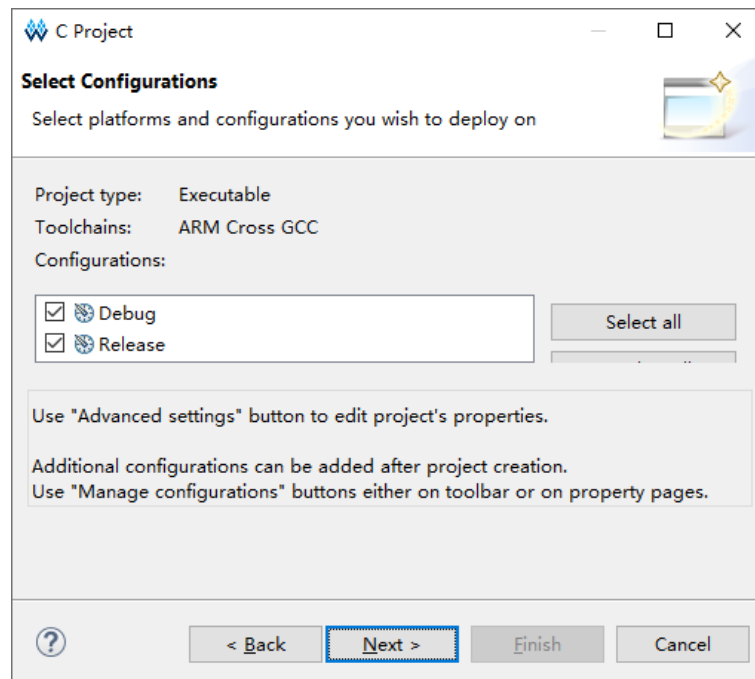 C Project
Select Configurations
Select platforms and configurations you wish to deploy on
Project type: Executable
Toolchains: ARM Cross GCC
Configurations:
Debug
Release
Select all
Use "Advanced settings" button to edit project's properties.
Additional configurations can be added after project creation.
Use "Manage configurations" buttons either on toolbar or on property pages.
?
< Back
Next >
Finish
Cancel